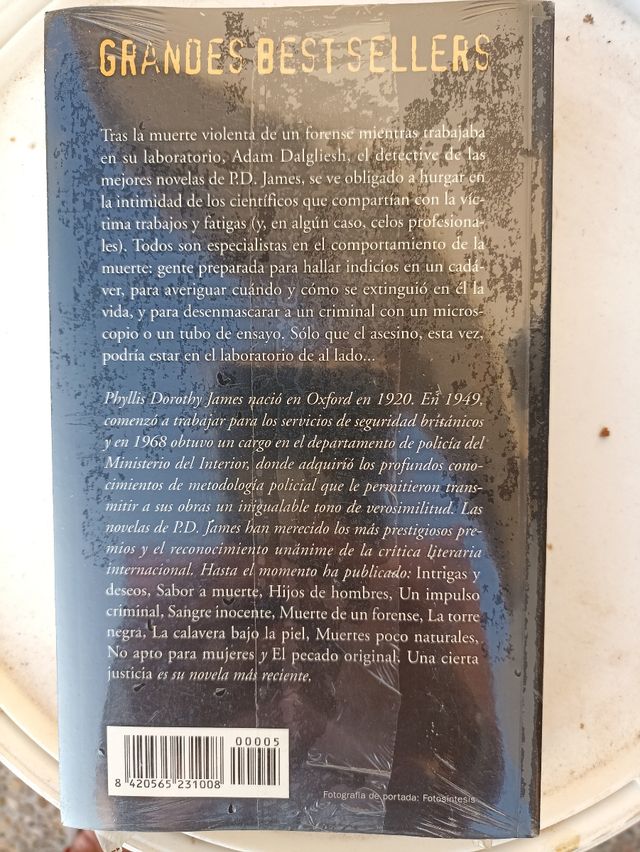 GRANDES BEST SELLERS
Tras la muerte violenta de un forense mientras trabajaba
en su laboratorio, Adam Dalgliesh, el detective de las
mejores novelas de P.D. James, se ve obligado a hurgar en
la intimidad de los científicos que compartían con la víc-
tima trabajos y fatigas (y, en algún caso, celos profesiona-
les). Todos son especialistas en el comportamiento de la
muerte: gente preparada para hallar indicios en un cadá-
ver, para averiguar cuándo y cómo se extinguió en él la
vida, y para desenmascarar a un criminal con un micros-
copio o un tubo de ensayo. Sólo que el asesino, esta vez,
podría estar en el laboratorio de al lado...
Phyllis Dorothy James nació en Oxford en 1920. En 1949,
comenzó a trabajar para los servicios de seguridad británicos
y en 1968 obtuvo un cargo en el departamento de policía del
Ministerio del Interior, donde adquirió los profundos cono-
cimientos de metodología policial que le permitieron trans-
mitir a sus obras un inigualable tono de verosimilitud. Las
novelas de P.D. James han merecido los más prestigiosos pre-
mios y el reconocimiento unánime de la crítica literaria
internacional. Hasta el momento ha publicado: Intrigas y
deseos, Sabor a muerte, Hijos de hombres, Un impulso
criminal, Sangre inocente, Muerte de un forense, La torre
negra, La calavera bajo la piel, Muertes poco naturales,
No apto para mujeres y El pecado original. Una cierta
justicia es su novela más reciente.
00005
8 420565 231008
Fotografía de portada: Fotosíntesis